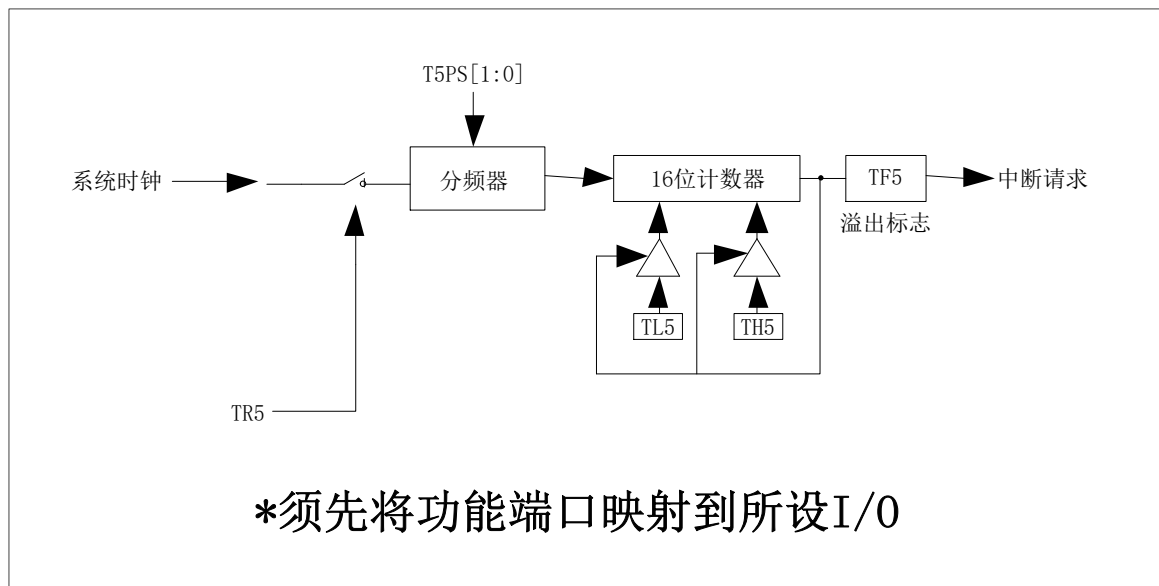 T5PS[1:0]
系统时钟
分频器
16位计数器
TF5
中断请求
溢出标志
TL5
TH5
TR5
*须先将功能端口映射到所设I/O